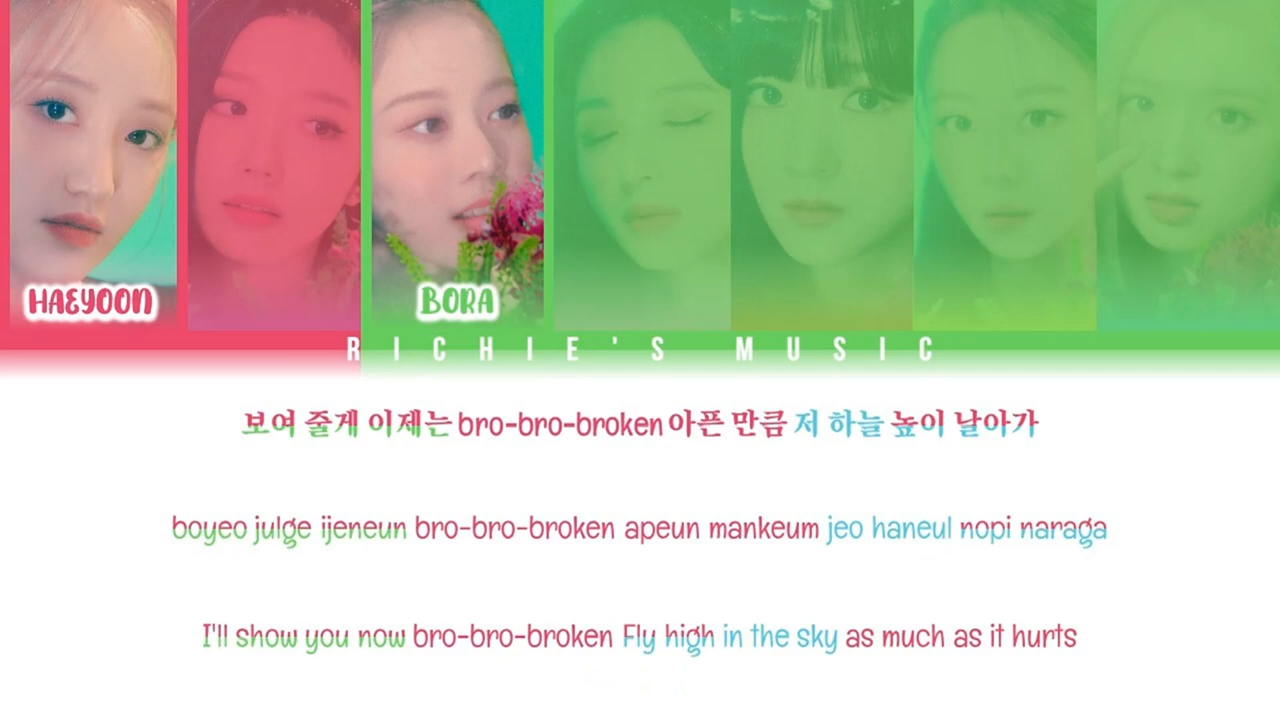 HAEYOON BORA
RICHIE'S MUSIC
보여 줄게 이제는 bro-bro-broken 아픈 만큼 저 하늘 높이 날아가
boyeo julge ijeneun bro-bro-broken apeun mankeum jeo haneul nopi naraga
I'll show you now bro-bro-broken Fly high in the sky as much as it hurts